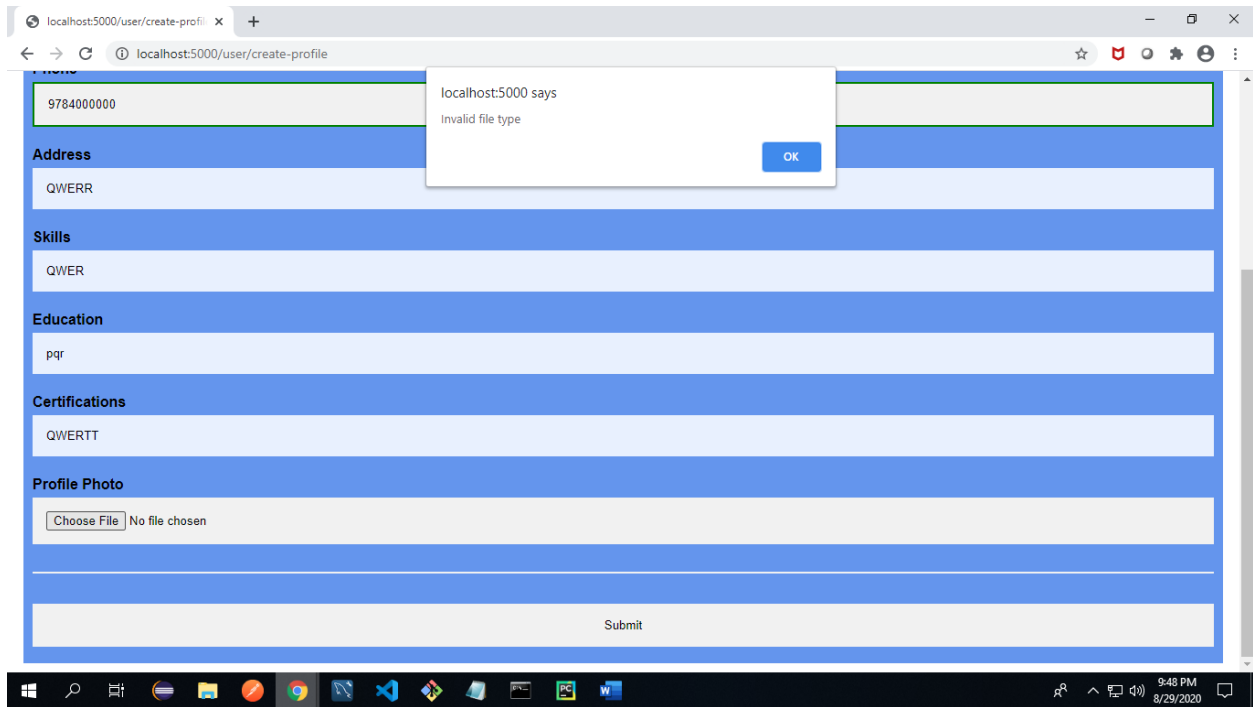 localhost:5000/user/create-profil
localhost:5000/user/create-profile
localhost:5000 says
Invalid file type
OK
Phone
9784000000
Address
QWERR
Skills
QWER
Education
pqr
Certifications
QWERTT
Profile Photo
Choose File No file chosen
Submit
9:48 PM
8/29/2020